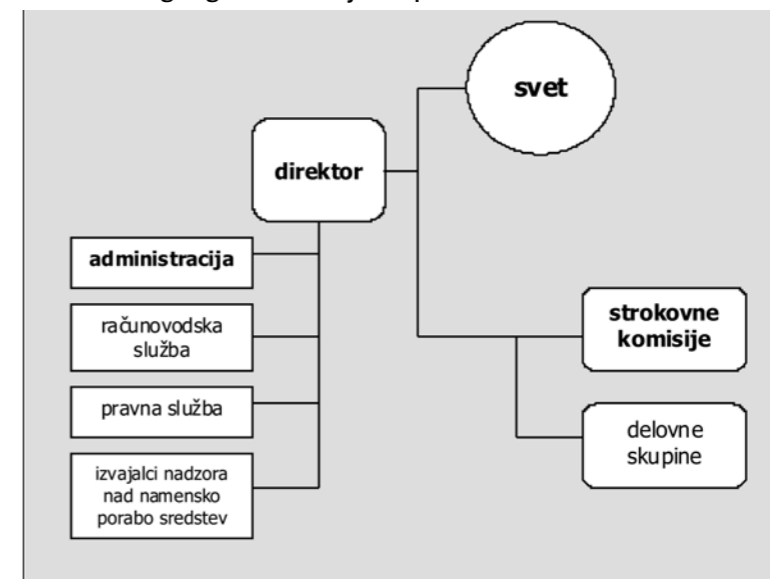 svet
direktor
administracija
računovodska
služba
pravna služba
izvajalci nadzora
nad namensko
porabo sredstev
strokovne
komisije
delovne
skupine